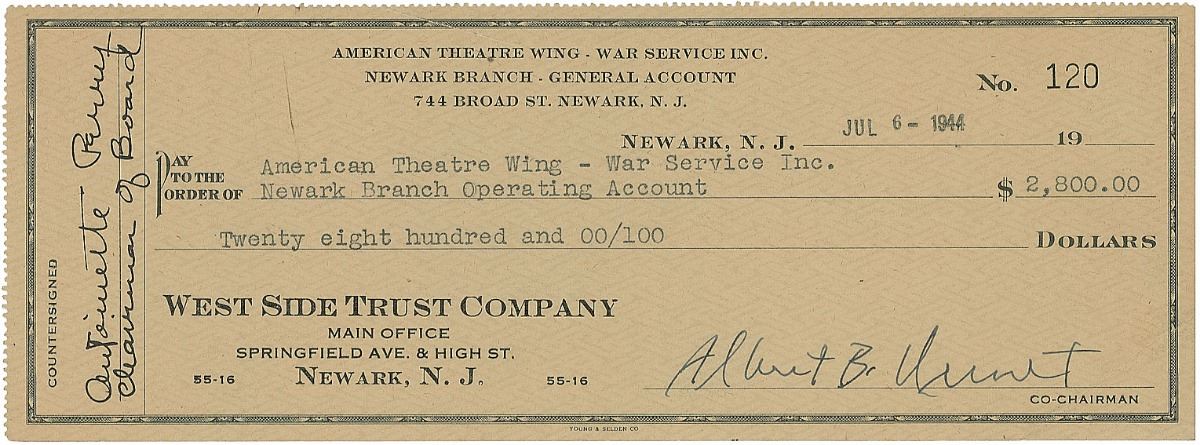 AMERICAN THEATRE WING - WAR SERVICE INC.
NEWARK BRANCH - GENERAL ACCOUNT
744 BROAD ST. NEWARK, N. J.
No. 120
NEWARK, N. J. JUL 6- 1944 19
PAY TO THE ORDER OF
American Theatre Wing - War Service Inc.
Newark Branch Operating Account $ 2,800.00
Twenty eight hundred and 00/100 DOLLARS
WEST SIDE TRUST COMPANY
MAIN OFFICE
SPRINGFIELD AVE. & HIGH ST.
55-16 NEWARK, N. J. 55-16
Albert B.
CO-CHAIRMAN
COUNTERSIGNED
Antoinette Perry
Chairman of Board
YOUNG & SELDEN CO